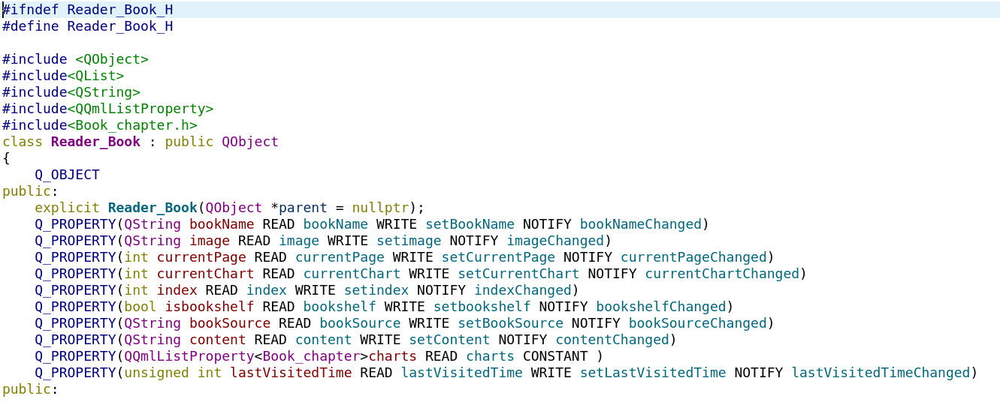 #ifndef Reader_Book_H
#define Reader_Book_H
#include <QObject>
#include<QList>
#include<QString>
#include<QQmlListProperty>
#include<Book_chapter.h>
class Reader_Book : public QObject
{
    Q_OBJECT
public:
    explicit Reader_Book(QObject *parent = nullptr);
    Q_PROPERTY(QString bookName READ bookName WRITE setBookName NOTIFY bookNameChanged)
    Q_PROPERTY(QString image READ image WRITE setimage NOTIFY imageChanged)
    Q_PROPERTY(int currentPage READ currentPage WRITE setCurrentPage NOTIFY currentPageChanged)
    Q_PROPERTY(int currentChart READ currentChart WRITE setCurrentChart NOTIFY currentChartChanged)
    Q_PROPERTY(int index READ index WRITE setindex NOTIFY indexChanged)
    Q_PROPERTY(bool isbookshelf READ bookshelf WRITE setbookshelf NOTIFY bookshelfChanged)
    Q_PROPERTY(QString bookSource READ bookSource WRITE setBookSource NOTIFY bookSourceChanged)
    Q_PROPERTY(QString content READ content WRITE setContent NOTIFY contentChanged)
    Q_PROPERTY(QQmlListProperty<Book_chapter>charts READ charts CONSTANT )
    Q_PROPERTY(unsigned int lastVisitedTime READ lastVisitedTime WRITE setLastVisitedTime NOTIFY lastVisitedTimeChanged)
public: